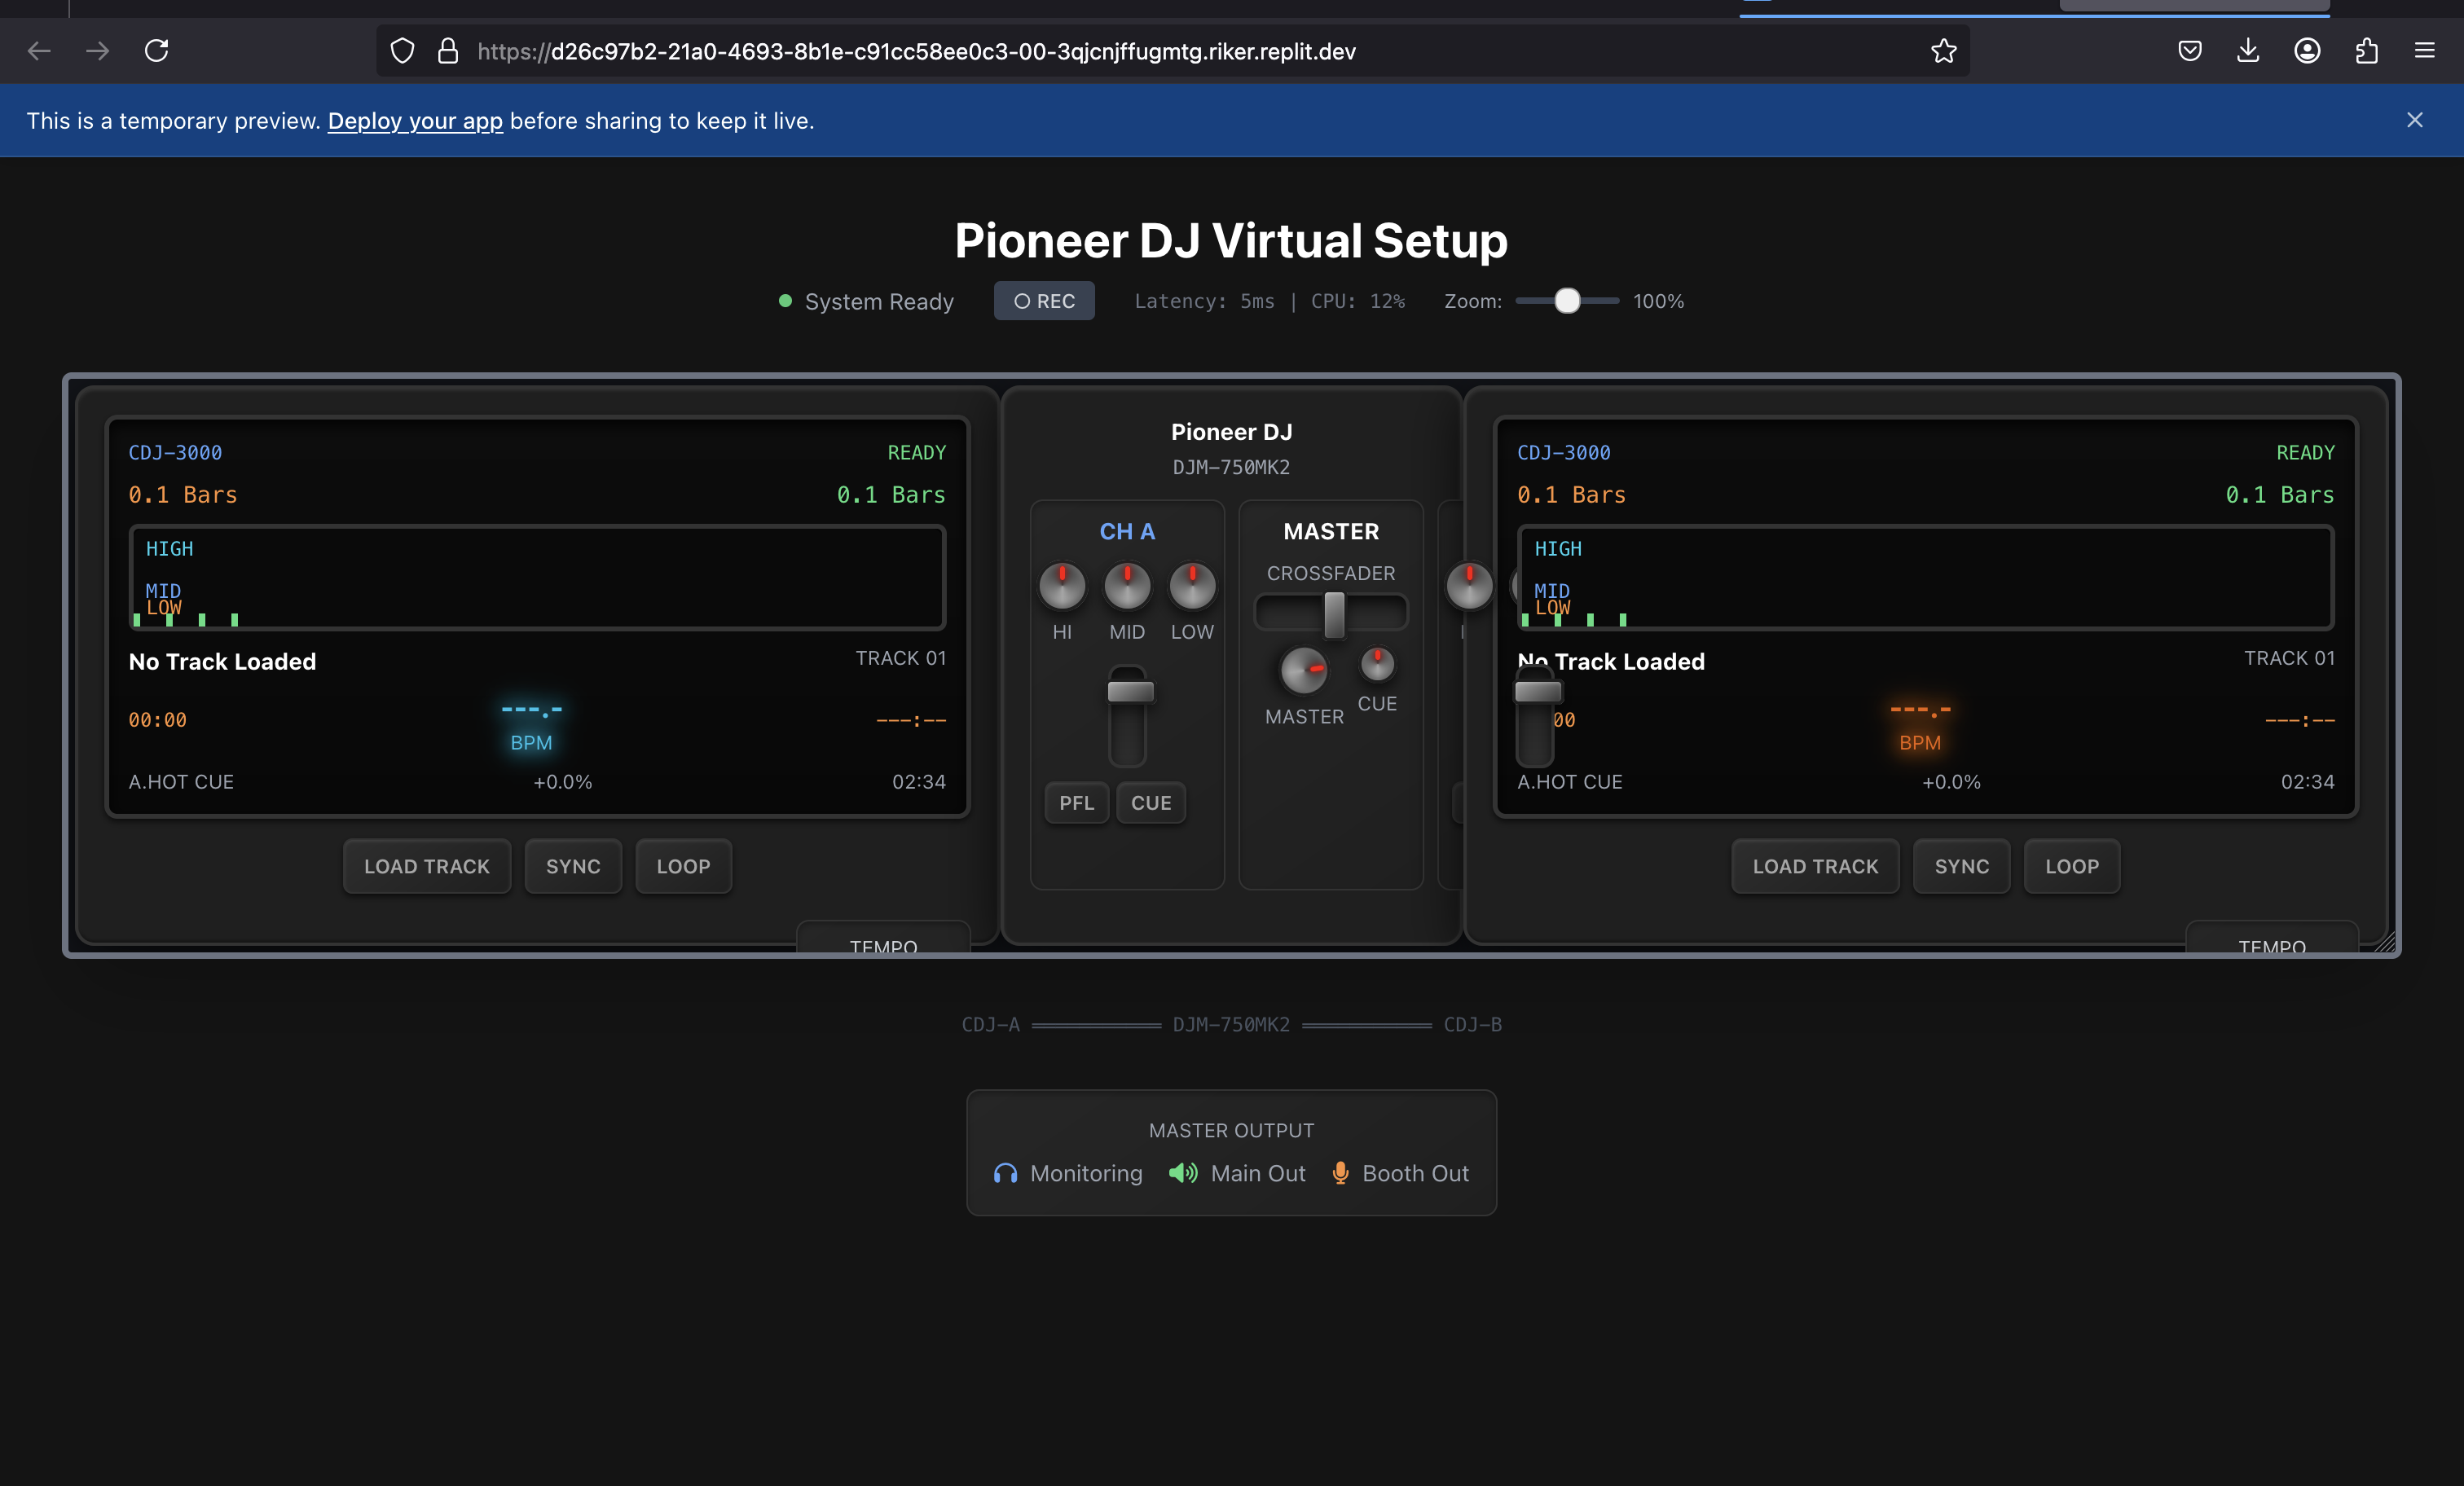 https://d26c97b2-21a0-4693-8b1e-c91cc58ee0c3-00-3qjcnjffugmtg.riker.replit.dev
This is a temporary preview. Deploy your app before sharing to keep it live.
Pioneer DJ Virtual Setup
System Ready
REC
Latency: 5ms | CPU: 12%
Zoom:
100%
CDJ-3000
READY
0.1 Bars
0.1 Bars
HIGH
MID
LOW
No Track Loaded
TRACK 01
00:00
---.-
BPM
---:--
A.HOT CUE
+0.0%
02:34
LOAD TRACK
SYNC
LOOP
TEMPO
Pioneer DJ
DJM-750MK2
CH A
HI
MID
LOW
PFL
CUE
MASTER
CROSSFADER
MASTER
CUE
CDJ-3000
READY
0.1 Bars
0.1 Bars
HIGH
MID
LOW
No Track Loaded
TRACK 01
00
---.-
BPM
---:--
A.HOT CUE
+0.0%
02:34
LOAD TRACK
SYNC
LOOP
TEMPO
CDJ-A
DJM-750MK2
CDJ-B
MASTER OUTPUT
Monitoring
Main Out
Booth Out